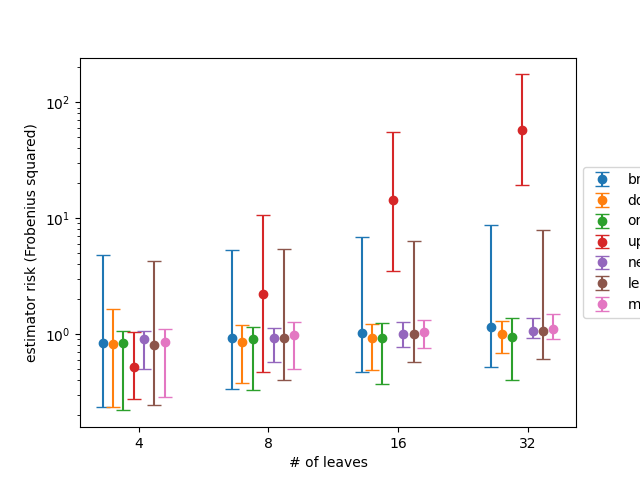 10²
10¹
10⁰
estimator risk (Frobenius squared)
4 8 16 32
# of leaves
br
do
or
up
ne
le
m